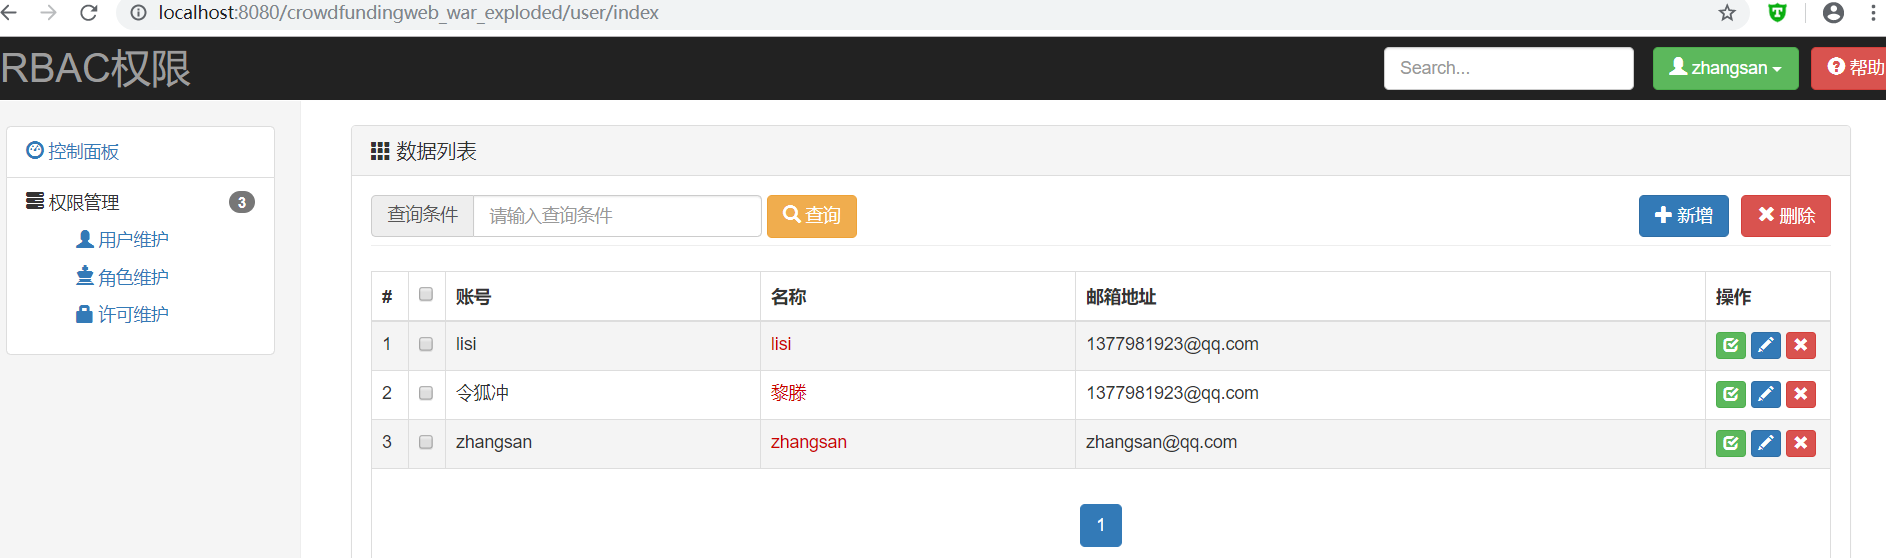 localhost:8080/crowdfundingweb_war_exploded/user/index
RBAC权限
Search...
zhangsan
帮助
控制面板
权限管理 3
用户维护
角色维护
许可维护
数据列表
查询条件 请输入查询条件 查询 新增 删除
# 账号 名称 邮箱地址 操作
1 lisi lisi 1377981923@qq.com
2 令狐冲 黎滕 1377981923@qq.com
3 zhangsan zhangsan zhangsan@qq.com
1